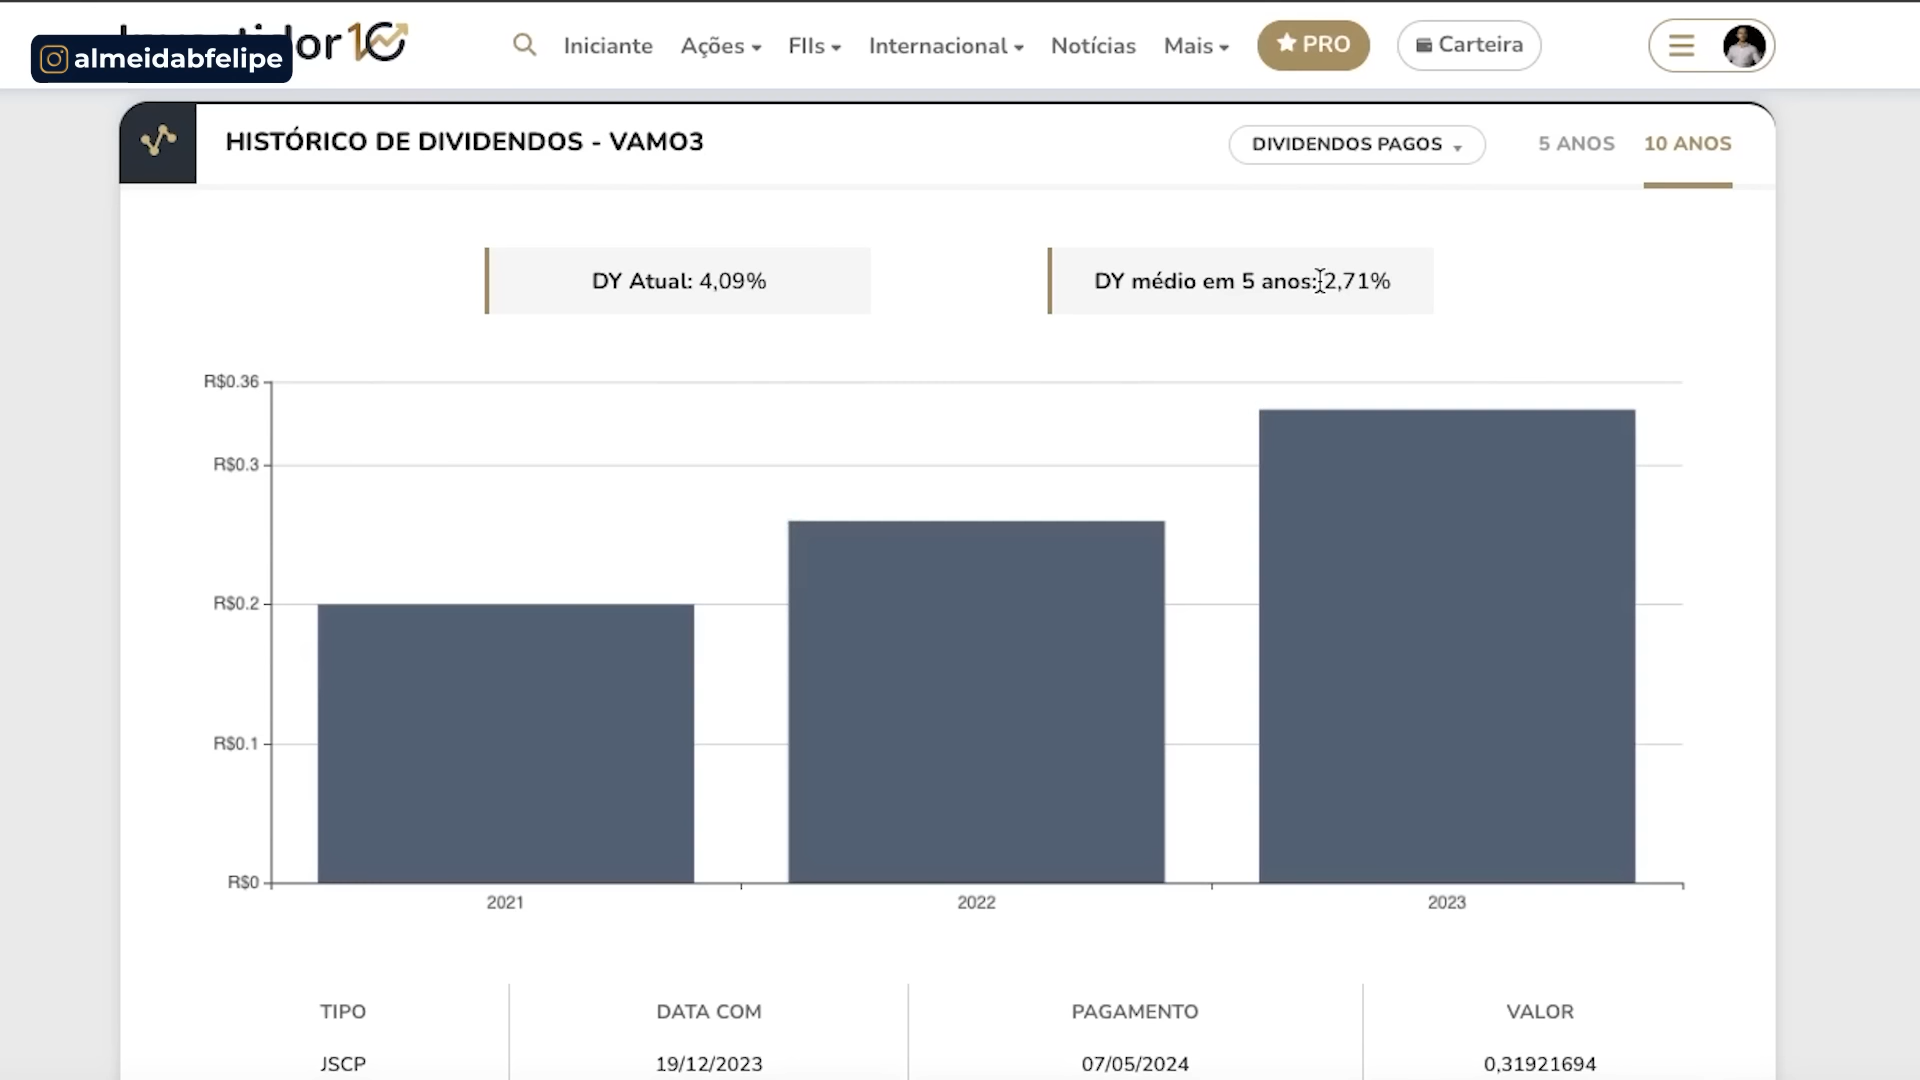 almeidabfelipe
dor 10
Iniciante
Ações
FIIs
Internacional
Notícias
Mais
PRO
Carteira
HISTÓRICO DE DIVIDENDOS - VAMO3
DIVIDENDOS PAGOS
5 ANOS
10 ANOS
DY Atual: 4,09%
DY médio em 5 anos: 2,71%
R$0.36
R$0.3
R$0.2
R$0.1
R$0
2021
2022
2023
TIPO
DATA COM
PAGAMENTO
VALOR
JSCP
19/12/2023
07/05/2024
0,31921694